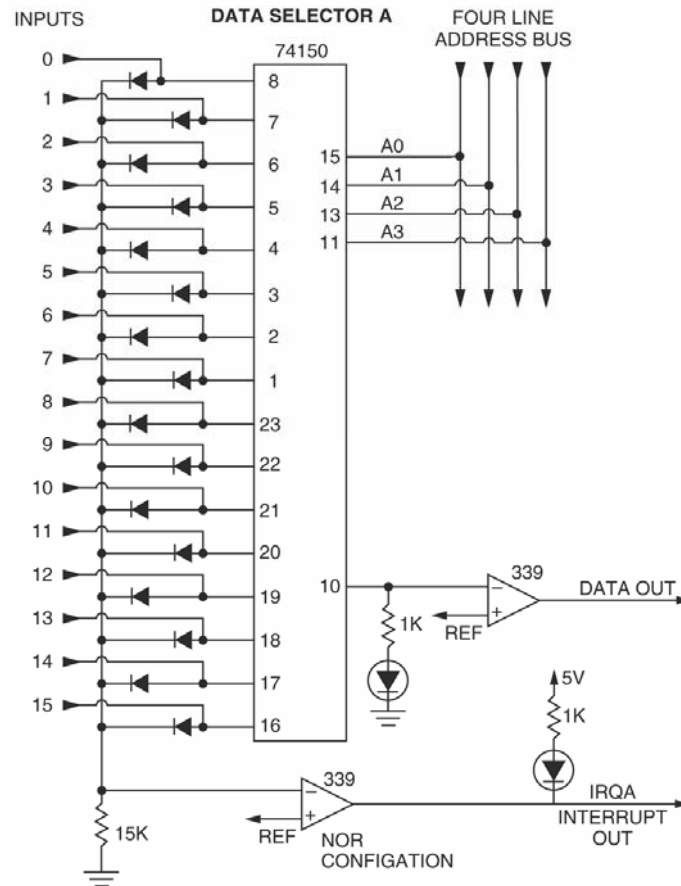 INPUTS
DATA SELECTOR A
FOUR LINE
ADDRESS BUS
74150
0
8
1
7
2
6
A0
15
3
5
A1
14
A2
13
4
4
A3
11
5
3
6
2
7
1
8
23
9
22
10
21
11
20
12
19
10
339
DATA OUT
13
18
1K
REF
14
17
5V
15
16
1K
339
IRQA
INTERRUPT
OUT
15K
REF
NOR
CONFIGATION